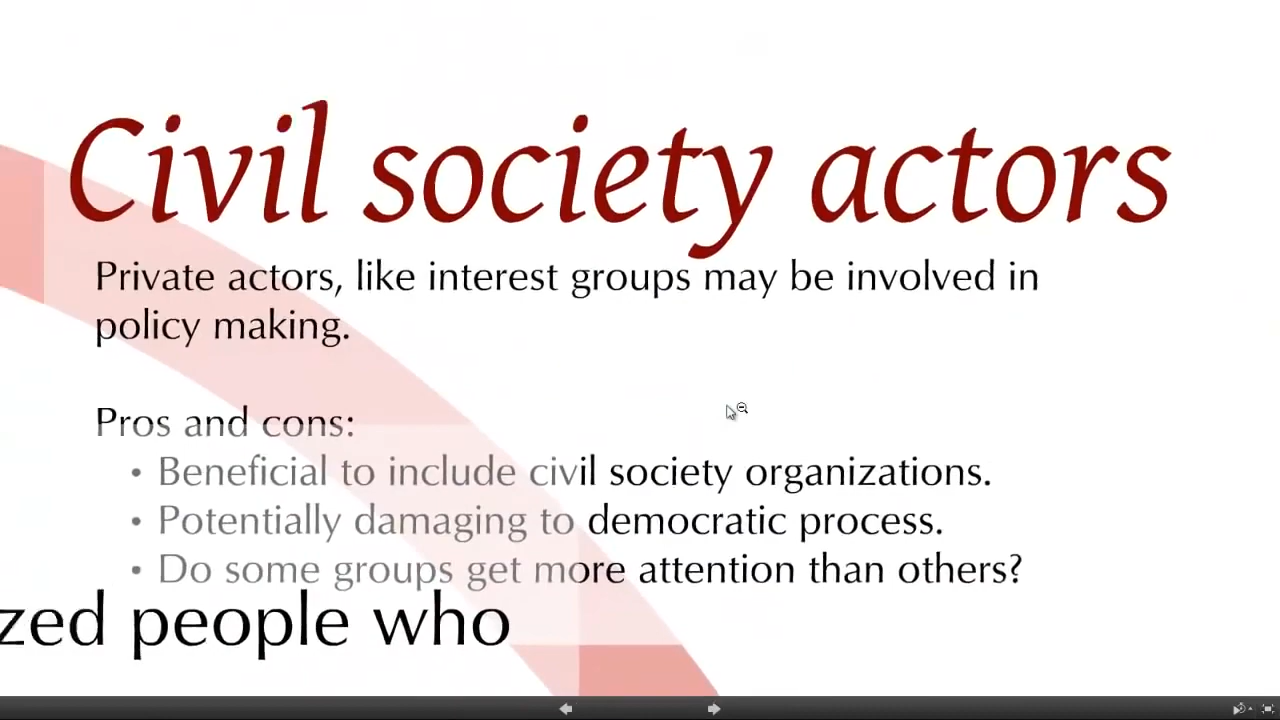 Civil society actors
Private actors, like interest groups may be involved in
policy making.
Pros and cons:
• Beneficial to include civil society organizations.
• Potentially damaging to democratic process.
• Do some groups get more attention than others?
zed people who